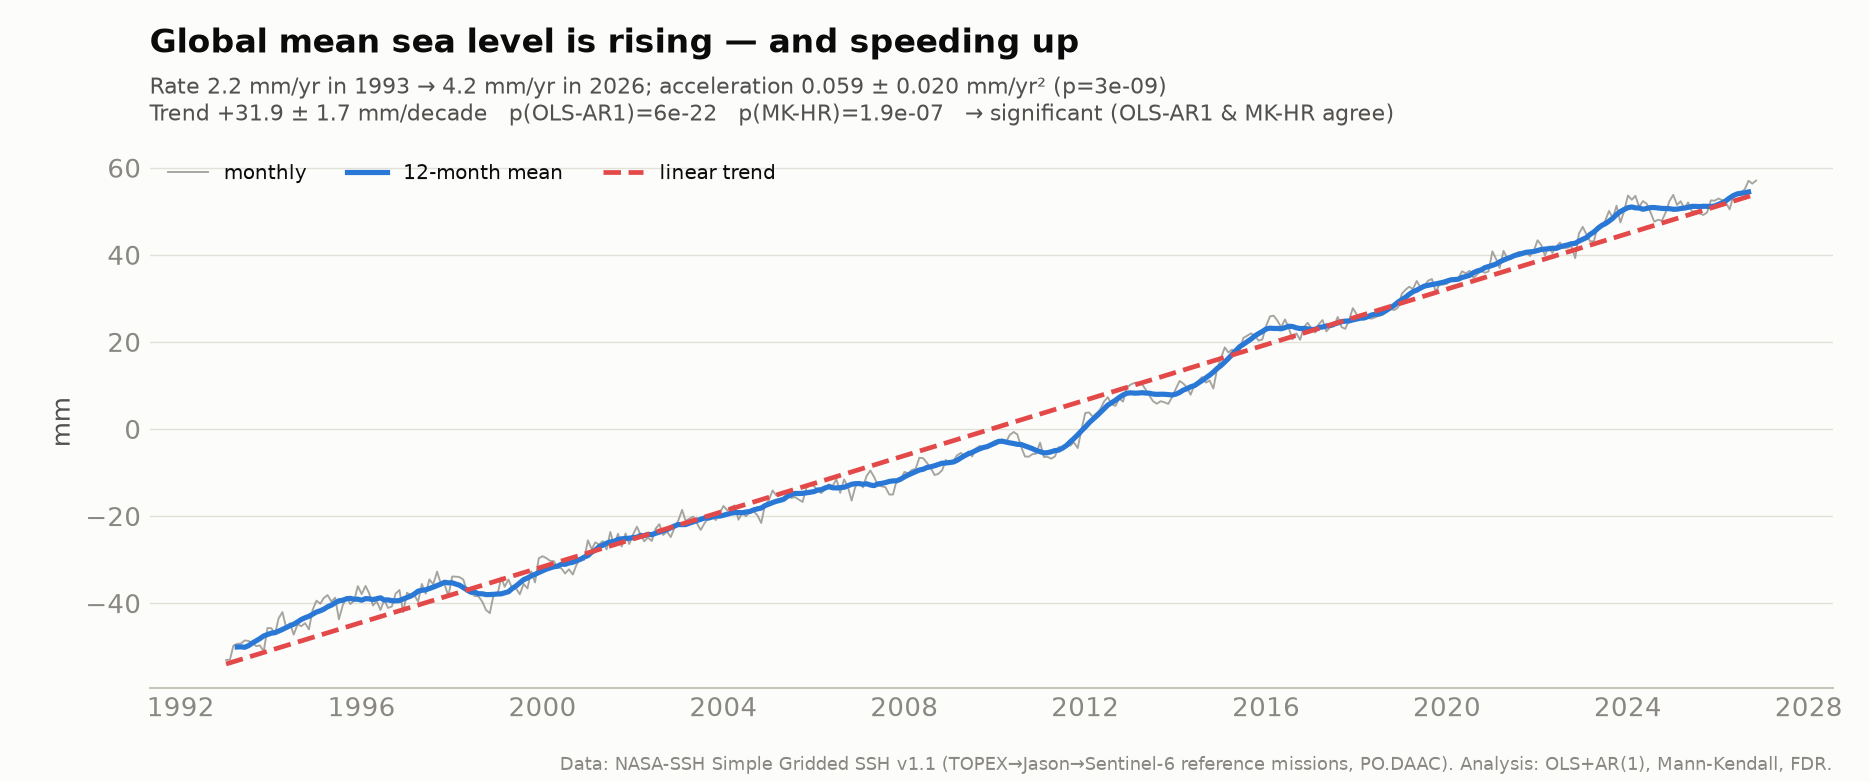 Global mean sea level is rising — and speeding up
Rate 2.2 mm/yr in 1993 → 4.2 mm/yr in 2026; acceleration 0.059 ± 0.020 mm/yr² (p=3e-09)
Trend +31.9 ± 1.7 mm/decade p(OLS-AR1)=6e-22 p(MK-HR)=1.9e-07 → significant (OLS-AR1 & MK-HR agree)
monthly 12-month mean linear trend
60
40
20
0
−20
−40
mm
1992 1996 2000 2004 2008 2012 2016 2020 2024 2028
Data: NASA-SSH Simple Gridded SSH v1.1 (TOPEX→Jason→Sentinel-6 reference missions, PO.DAAC). Analysis: OLS+AR(1), Mann-Kendall, FDR.